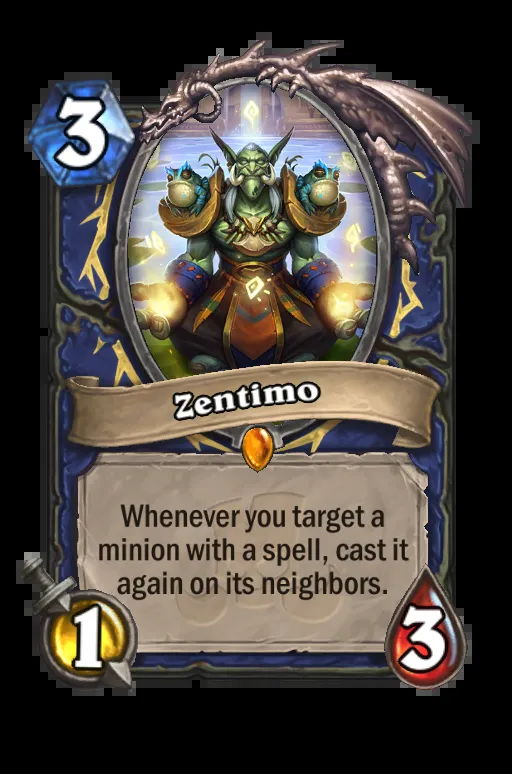 3
Zentimo
Whenever you target a
minion with a spell, cast it
again on its neighbors.
1
3